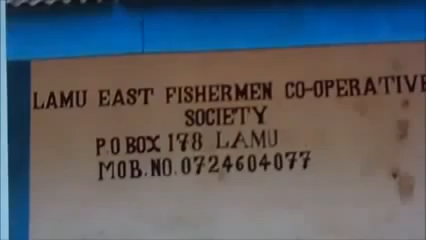 LAMU EAST FISHERMEN CO-OPERATIVE
SOCIETY
P.O BOX 178 LAMU
MOB.NO.0724604077